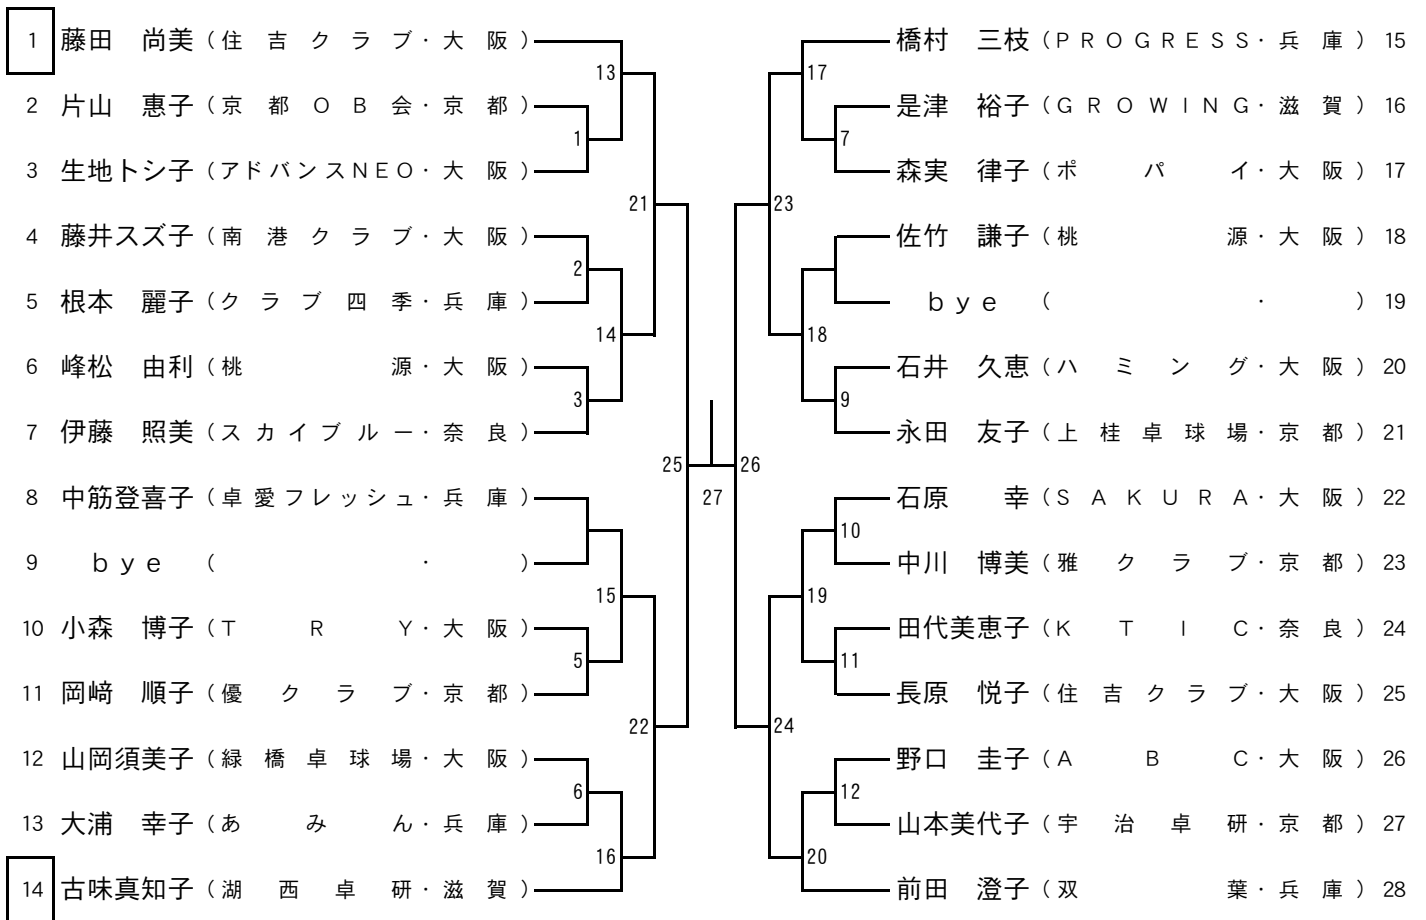 1 藤田 尚美 (住吉クラブ・大阪)
13
2 片山 惠子 (京都OB会・京都)
1
3 生地トシ子 (アドバンスNEO・大阪)
21
4 藤井スズ子 (南港クラブ・大阪)
2
5 根本 麗子 (クラブ四季・兵庫)
14
6 峰松 由利 (桃源・大阪)
3
7 伊藤 照美 (スカイブルー・奈良)
25
8 中筋登喜子 (卓愛フレッシュ・兵庫)
9 bye (・)
15
10 小森 博子 (TRY・大阪)
5
11 岡﨑 順子 (優クラブ・京都)
22
12 山岡須美子 (緑橋卓球場・大阪)
6
13 大浦 幸子 (あみん・兵庫)
16
14 古味真知子 (湖西卓研・滋賀)
27
橋村 三枝 (PROGRESS・兵庫) 15
17
是津 裕子 (GROWING・滋賀) 16
7
森実 律子 (ポパイ・大阪) 17
23
佐竹 謙子 (桃源・大阪) 18
bye (・) 19
18
石井 久恵 (ハミング・大阪) 20
9
永田 友子 (上桂卓球場・京都) 21
26
石原 幸 (SAKURA・大阪) 22
10
中川 博美 (雅クラブ・京都) 23
19
田代美恵子 (KTIC・奈良) 24
11
長原 悦子 (住吉クラブ・大阪) 25
24
野口 圭子 (ABC・大阪) 26
12
山本美代子 (宇治卓研・京都) 27
20
前田 澄子 (双葉・兵庫) 28